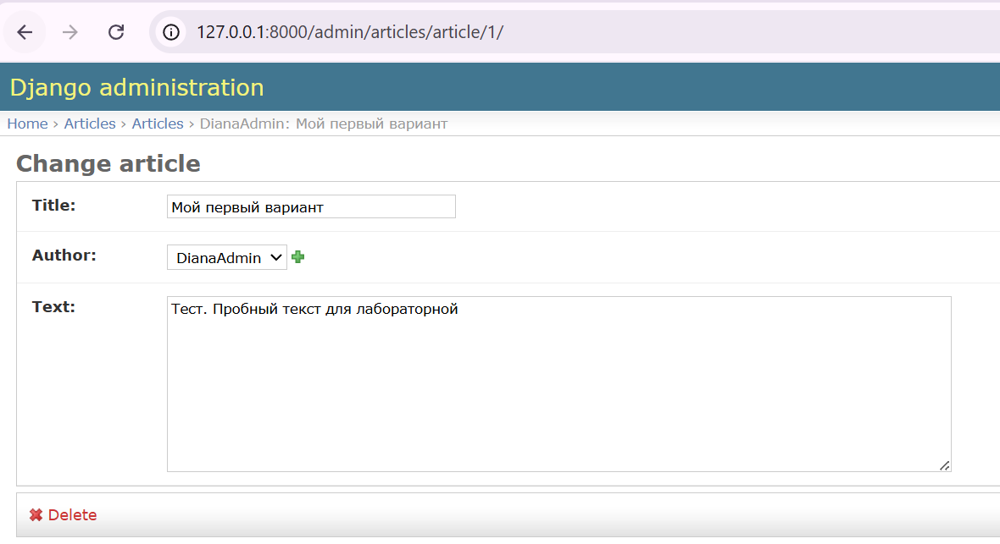 127.0.0.1:8000/admin/articles/article/1/
Django administration
Home › Articles › Articles › DianaAdmin: Мой первый вариант
Change article
Title: Мой первый вариант
Author: DianaAdmin
Text: Тест. Пробный текст для лабораторной
Delete